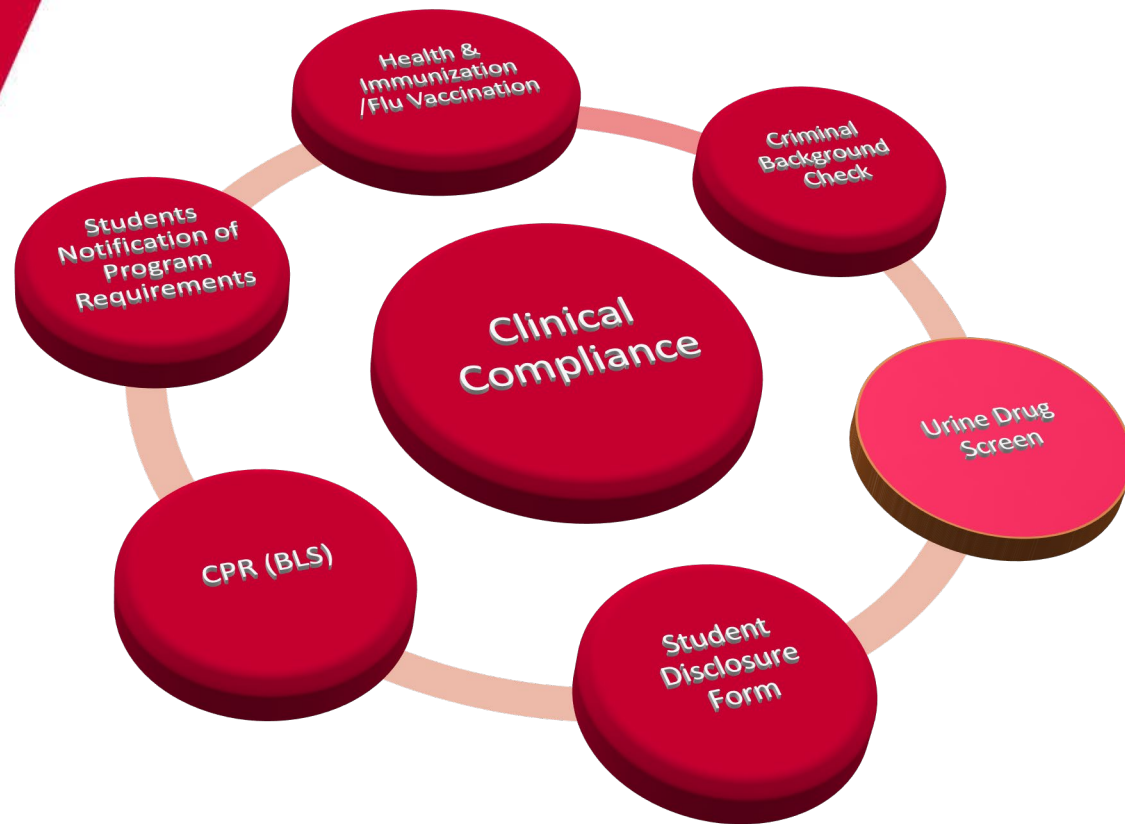 Health &
Immunization
/Flu Vaccination
Criminal
Background
Check
Urine Drug
Screen
Student
Disclosure
Form
CPR (BLS)
Students
Notification of
Program
Requirements
Clinical
Compliance